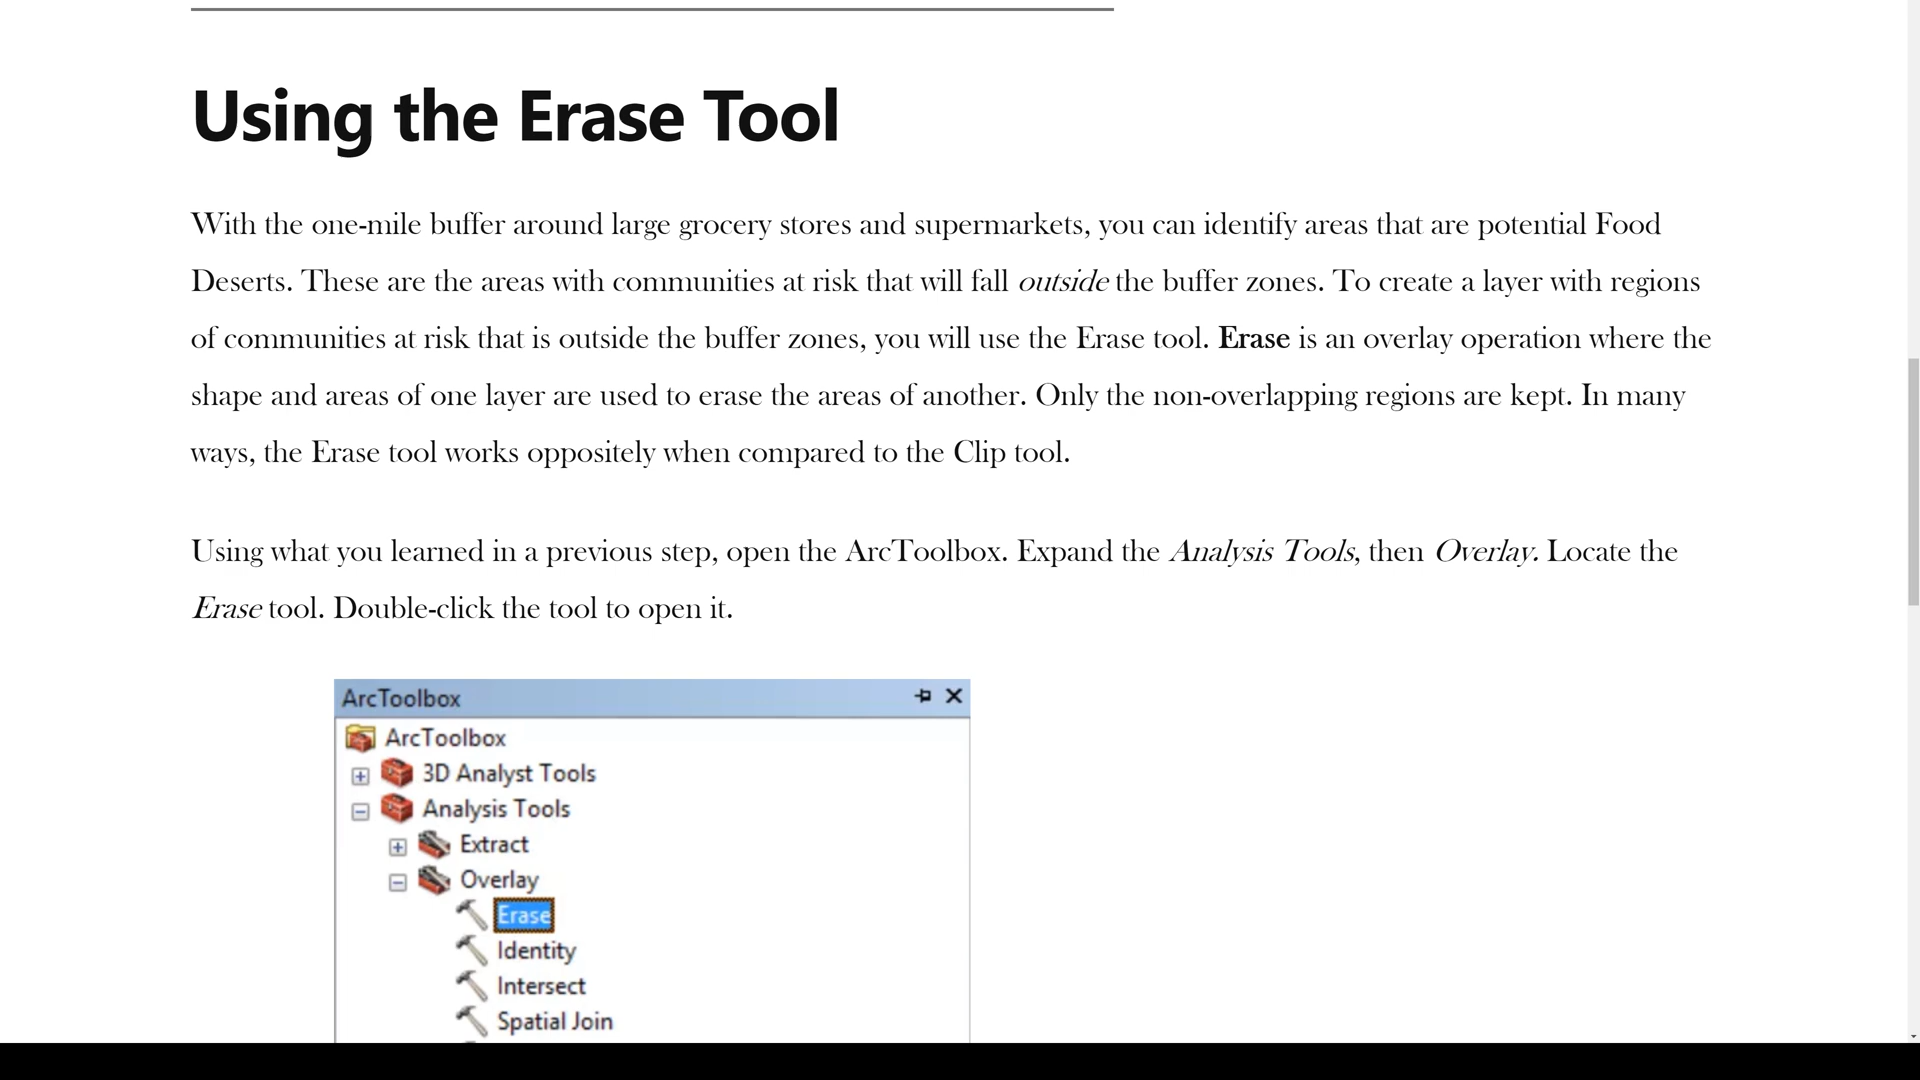 Using the Erase Tool
With the one-mile buffer around large grocery stores and supermarkets, you can identify areas that are potential Food
Deserts. These are the areas with communities at risk that will fall outside the buffer zones. To create a layer with regions
of communities at risk that is outside the buffer zones, you will use the Erase tool. Erase is an overlay operation where the
shape and areas of one layer are used to erase the areas of another. Only the non-overlapping regions are kept. In many
ways, the Erase tool works oppositely when compared to the Clip tool.
Using what you learned in a previous step, open the ArcToolbox. Expand the Analysis Tools, then Overlay. Locate the
Erase tool. Double-click the tool to open it.
ArcToolbox
ArcToolbox
3D Analyst Tools
Analysis Tools
Extract
Overlay
Erase
Identity
Intersect
Spatial Join